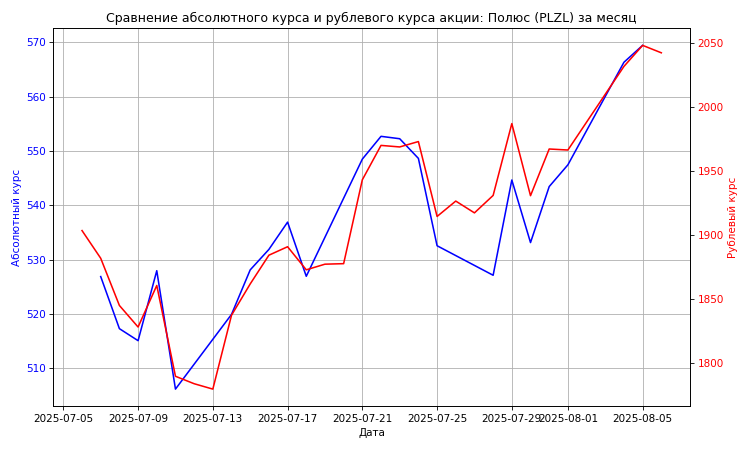 Сравнение абсолютного курса и рублевого курса акции: Полюс (PLZL) за месяц
Абсолютный курс
570
560
550
540
530
520
510
2050
2000
1950
1900
1850
1800
Рублевый курс
2025-07-05 2025-07-09 2025-07-13 2025-07-17 2025-07-21 2025-07-25 2025-07-29 2025-08-01 2025-08-05
Дата